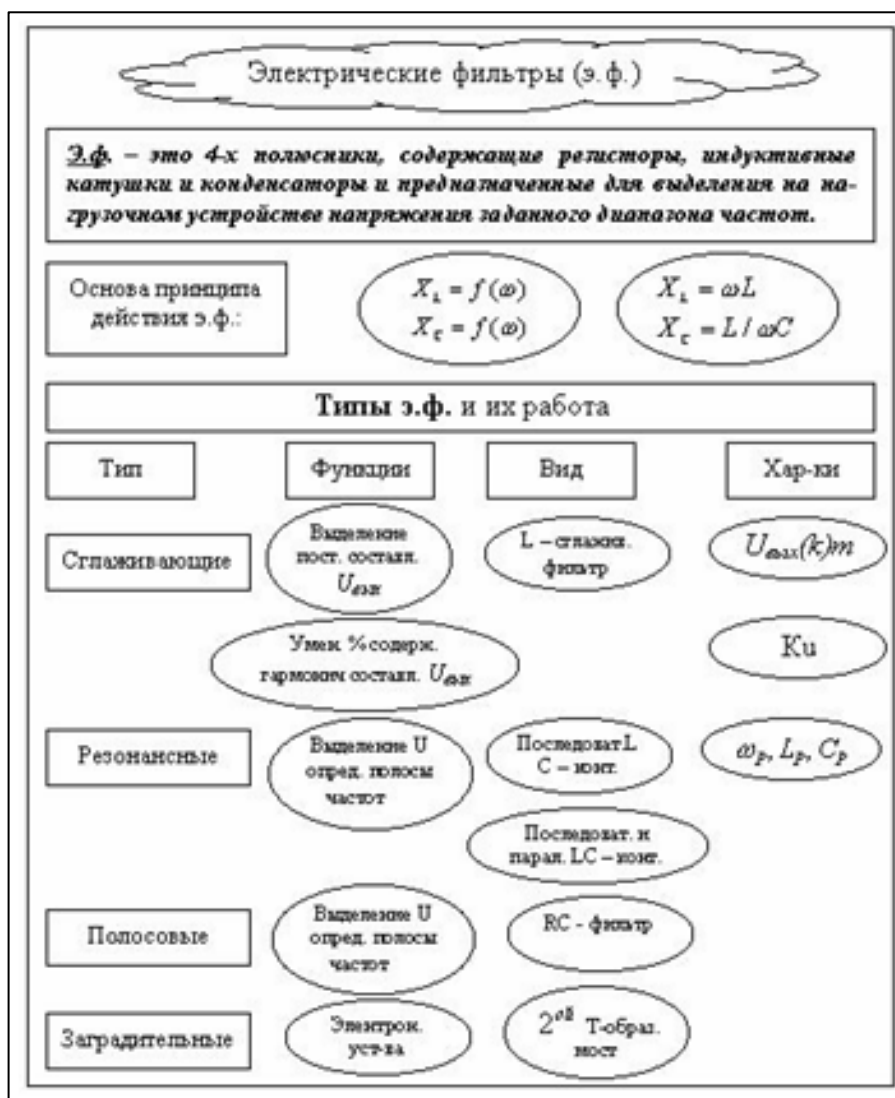 Электрические фильтры (э.ф.)
Э.ф. – это 4-х полюсники, содержащие резисторы, индуктивные
катушки и конденсаторы и предназначенные для выделения на на-
грузочном устройстве напряжения заданного диапазона частот.
Основа принципа
действия э.ф.:
X_L = f(ω)
X_C = f(ω)
X_L = ωL
X_C = L / ωC
Типы э.ф. и их работа
Тип
Функции
Вид
Хар-ки
Сглаживающие
Выделение
пост. составл.
U_вых
L – сглажив.
фильтр
U_вых(k)m
Умен. % содерж.
гармонич составл. U_вых
Ku
Резонансные
Выделение U
опред. полосы
частот
Последоват.L
C – конт.
ω_P, L_P, C_P
Последоват. и
парал. LC – конт.
Полосовые
Выделение U
опред. полосы
частот
RC - фильтр
Заградительные
Электрон.
уст-ва
2^ой Т-образ.
мост